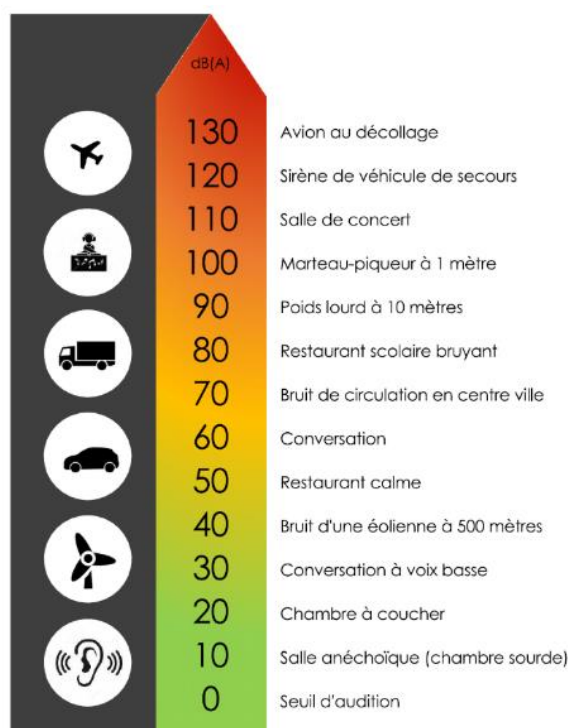 dB(A)
130 Avion au décollage
120 Sirène de véhicule de secours
110 Salle de concert
100 Marteau-piqueur à 1 mètre
90 Poids lourd à 10 mètres
80 Restaurant scolaire bruyant
70 Bruit de circulation en centre ville
60 Conversation
50 Restaurant calme
40 Bruit d'une éolienne à 500 mètres
30 Conversation à voix basse
20 Chambre à coucher
10 Salle anéchoïque (chambre sourde)
0 Seuil d'audition